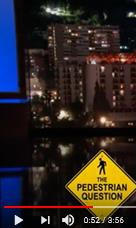 THE
PEDESTRIAN
QUESTION
0:52 / 3:56